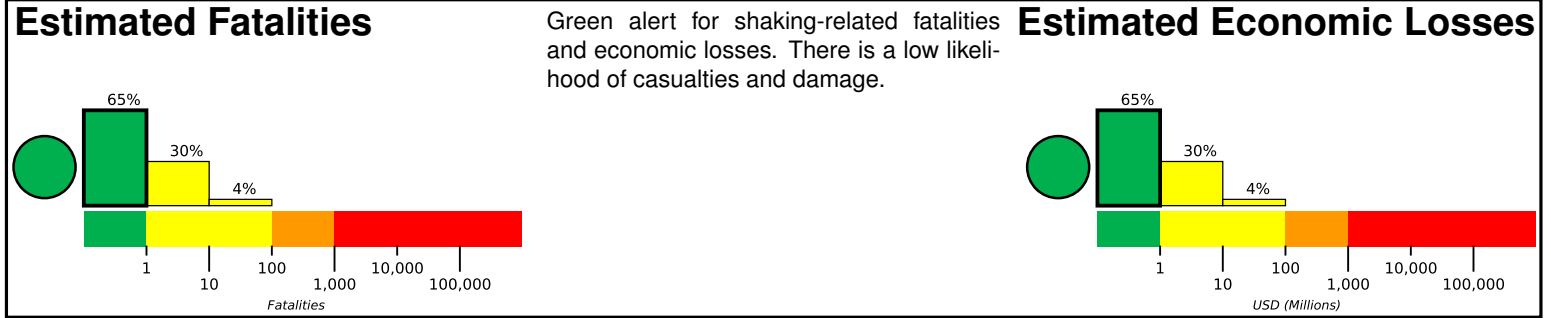 Estimated Fatalities
Green alert for shaking-related fatalities
and economic losses. There is a low likeli-
hood of casualties and damage.
Estimated Economic Losses
65%
30%
4%
1
10
100
1,000
10,000
100,000
Fatalities
65%
30%
4%
1
10
100
1,000
10,000
100,000
USD (Millions)